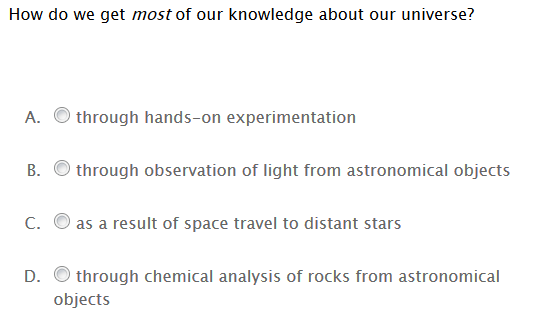 How do we get most of our knowledge about our universe?
A. through hands-on experimentation
B. through observation of light from astronomical objects
C. as a result of space travel to distant stars
D. through chemical analysis of rocks from astronomical
objects